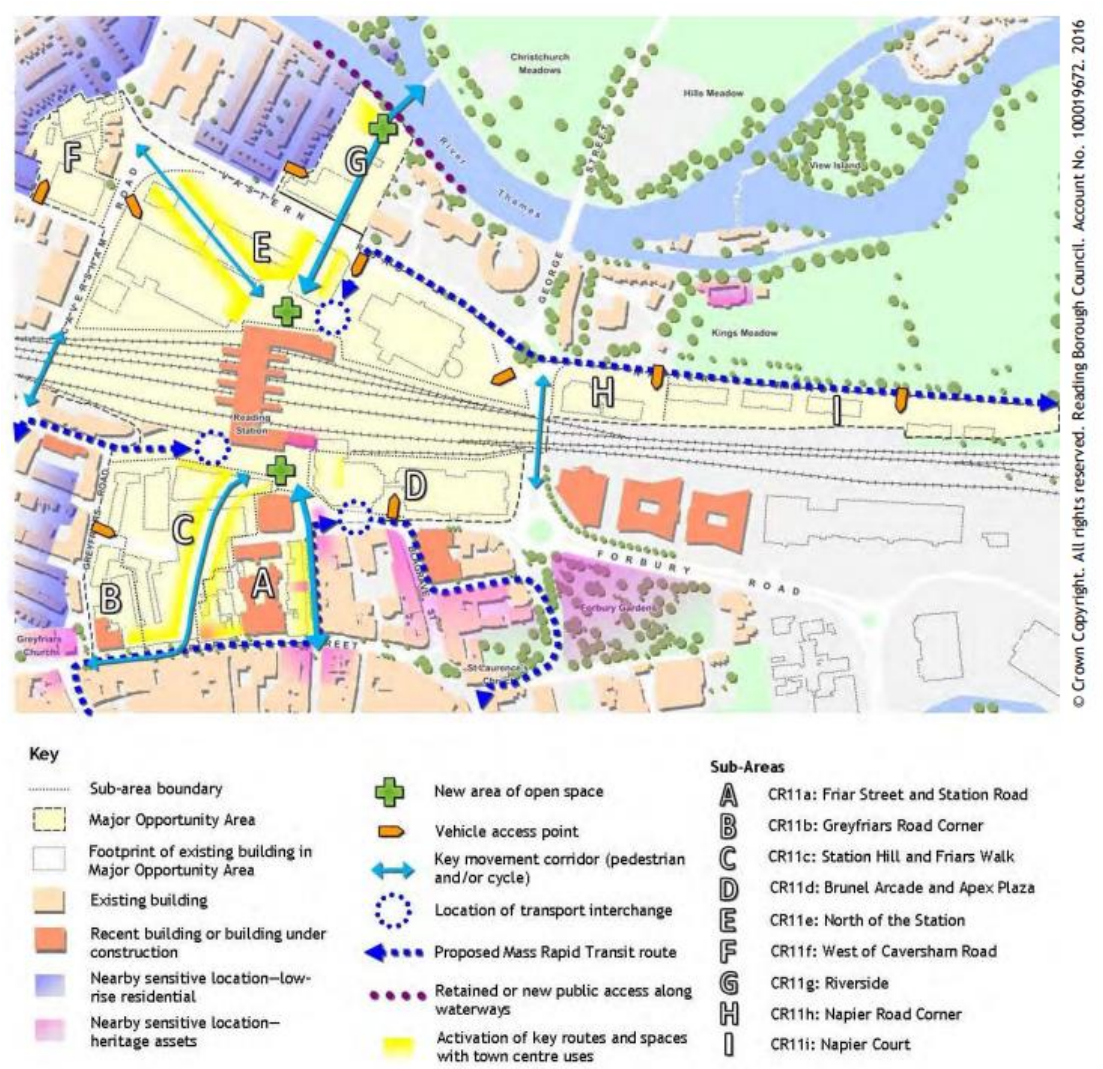 Christchurch
Meadows
Hills Meadow
View Island
River
Thames
GEORGE
STREET
F
G
VASTERN
ROAD
E
CAVERSHAM
ROAD
Kings Meadow
H
I
Reading
Station
D
C
GREYFRIARS ROAD
B
A
FORBURY
ROAD
Forbury Gardens
Greyfriars
Church
REET
St Laurence's
Church
© Crown Copyright. All rights reserved. Reading Borough Council. Account No. 100019672. 2016
Key
Sub-area boundary
Major Opportunity Area
Footprint of existing building in
Major Opportunity Area
Existing building
Recent building or building under
construction
Nearby sensitive location—low-
rise residential
Nearby sensitive location—
heritage assets
New area of open space
Vehicle access point
Key movement corridor (pedestrian
and/or cycle)
Location of transport interchange
Proposed Mass Rapid Transit route
Retained or new public access along
waterways
Activation of key routes and spaces
with town centre uses
Sub-Areas
A CR11a: Friar Street and Station Road
B CR11b: Greyfriars Road Corner
C CR11c: Station Hill and Friars Walk
D CR11d: Brunel Arcade and Apex Plaza
E CR11e: North of the Station
F CR11f: West of Caversham Road
G CR11g: Riverside
H CR11h: Napier Road Corner
I CR11i: Napier Court